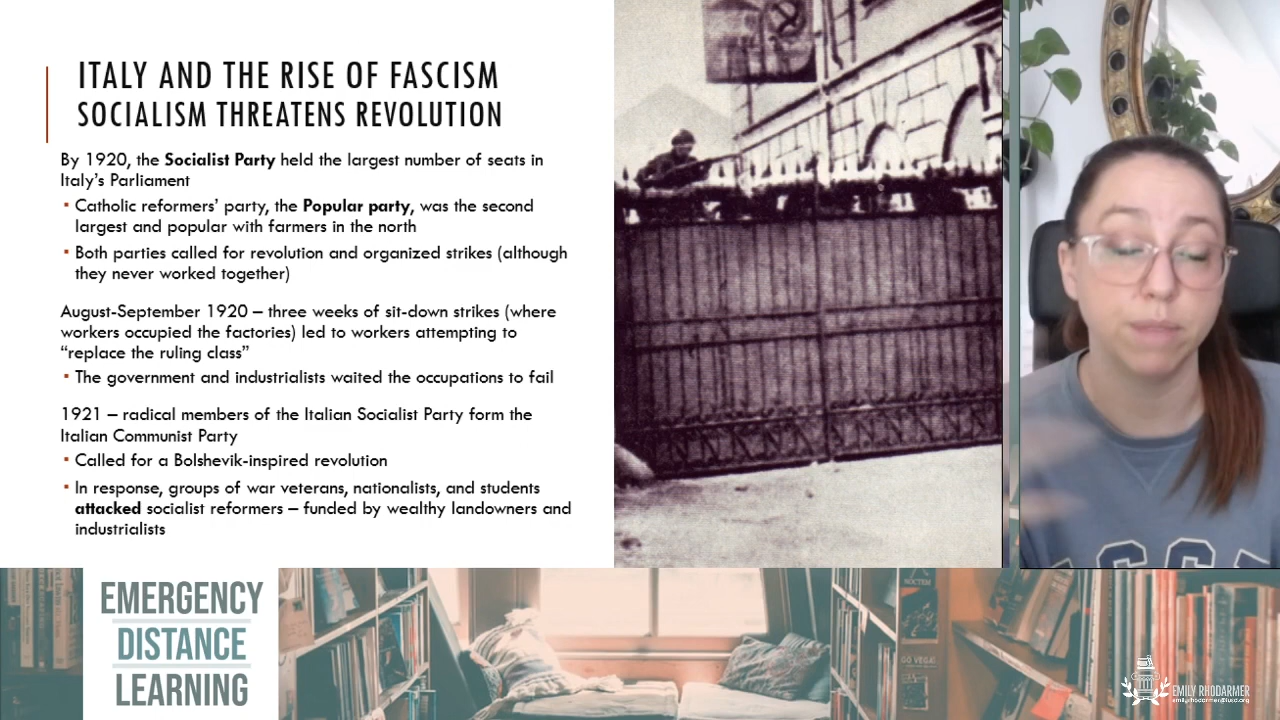 ITALY AND THE RISE OF FASCISM
SOCIALISM THREATENS REVOLUTION
By 1920, the Socialist Party held the largest number of seats in
Italy's Parliament
▪ Catholic reformers' party, the Popular party, was the second
largest and popular with farmers in the north
▪ Both parties called for revolution and organized strikes (although
they never worked together)
August-September 1920 – three weeks of sit-down strikes (where
workers occupied the factories) led to workers attempting to
“replace the ruling class”
▪ The government and industrialists waited the occupations to fail
1921 – radical members of the Italian Socialist Party form the
Italian Communist Party
▪ Called for a Bolshevik-inspired revolution
▪ In response, groups of war veterans, nationalists, and students
attacked socialist reformers – funded by wealthy landowners and
industrialists
EMERGENCY
DISTANCE
LEARNING
NOCTEM
GO VEGAN
EMILY RHODARMER